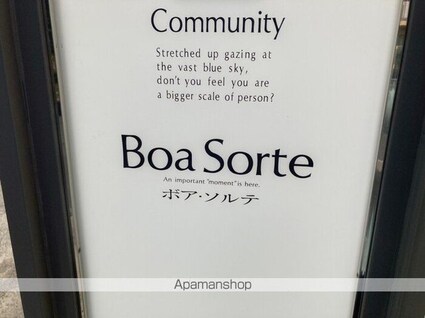 Community
Stretched up gazing at
the vast blue sky,
don't you feel you are
a bigger scale of person?
Boa Sorte
An important "moment" is here.
ボア・ソルテ
Apamanshop